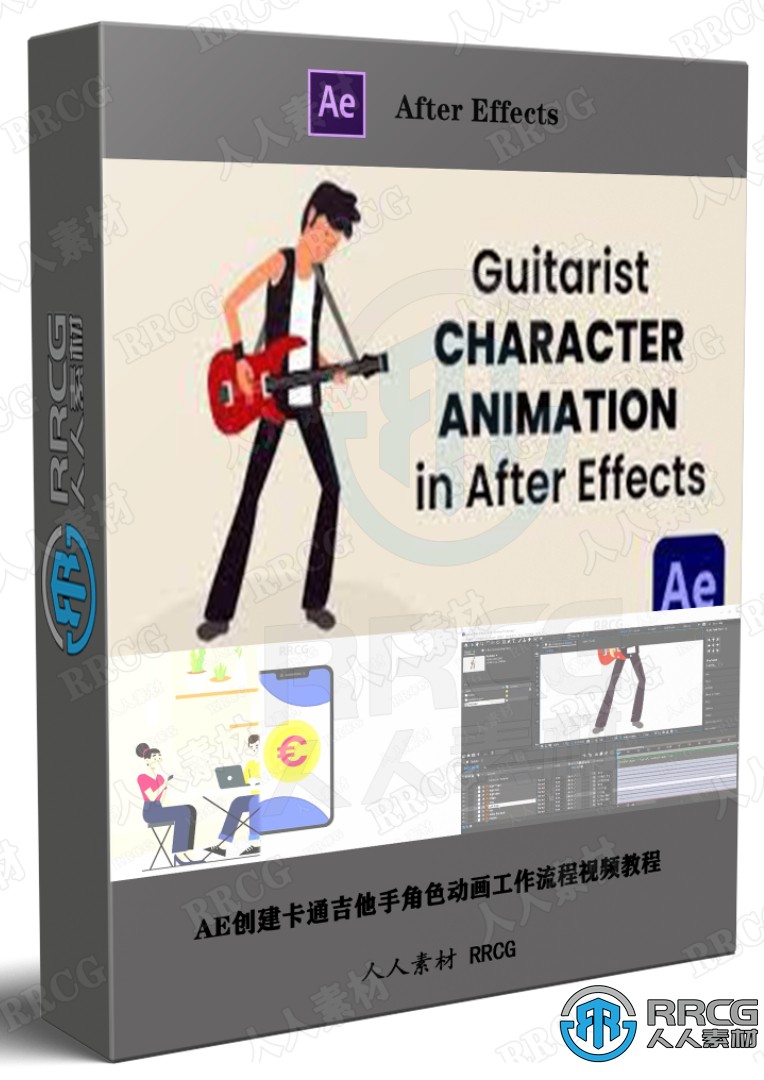 Ae
After Effects
Guitarist
CHARACTER
ANIMATION
in After Effects
Ae
RRCG
人人素材
€
AE创建卡通吉他手角色动画工作流程视频教程
人人素材 RRCG
RRCG
人人素材